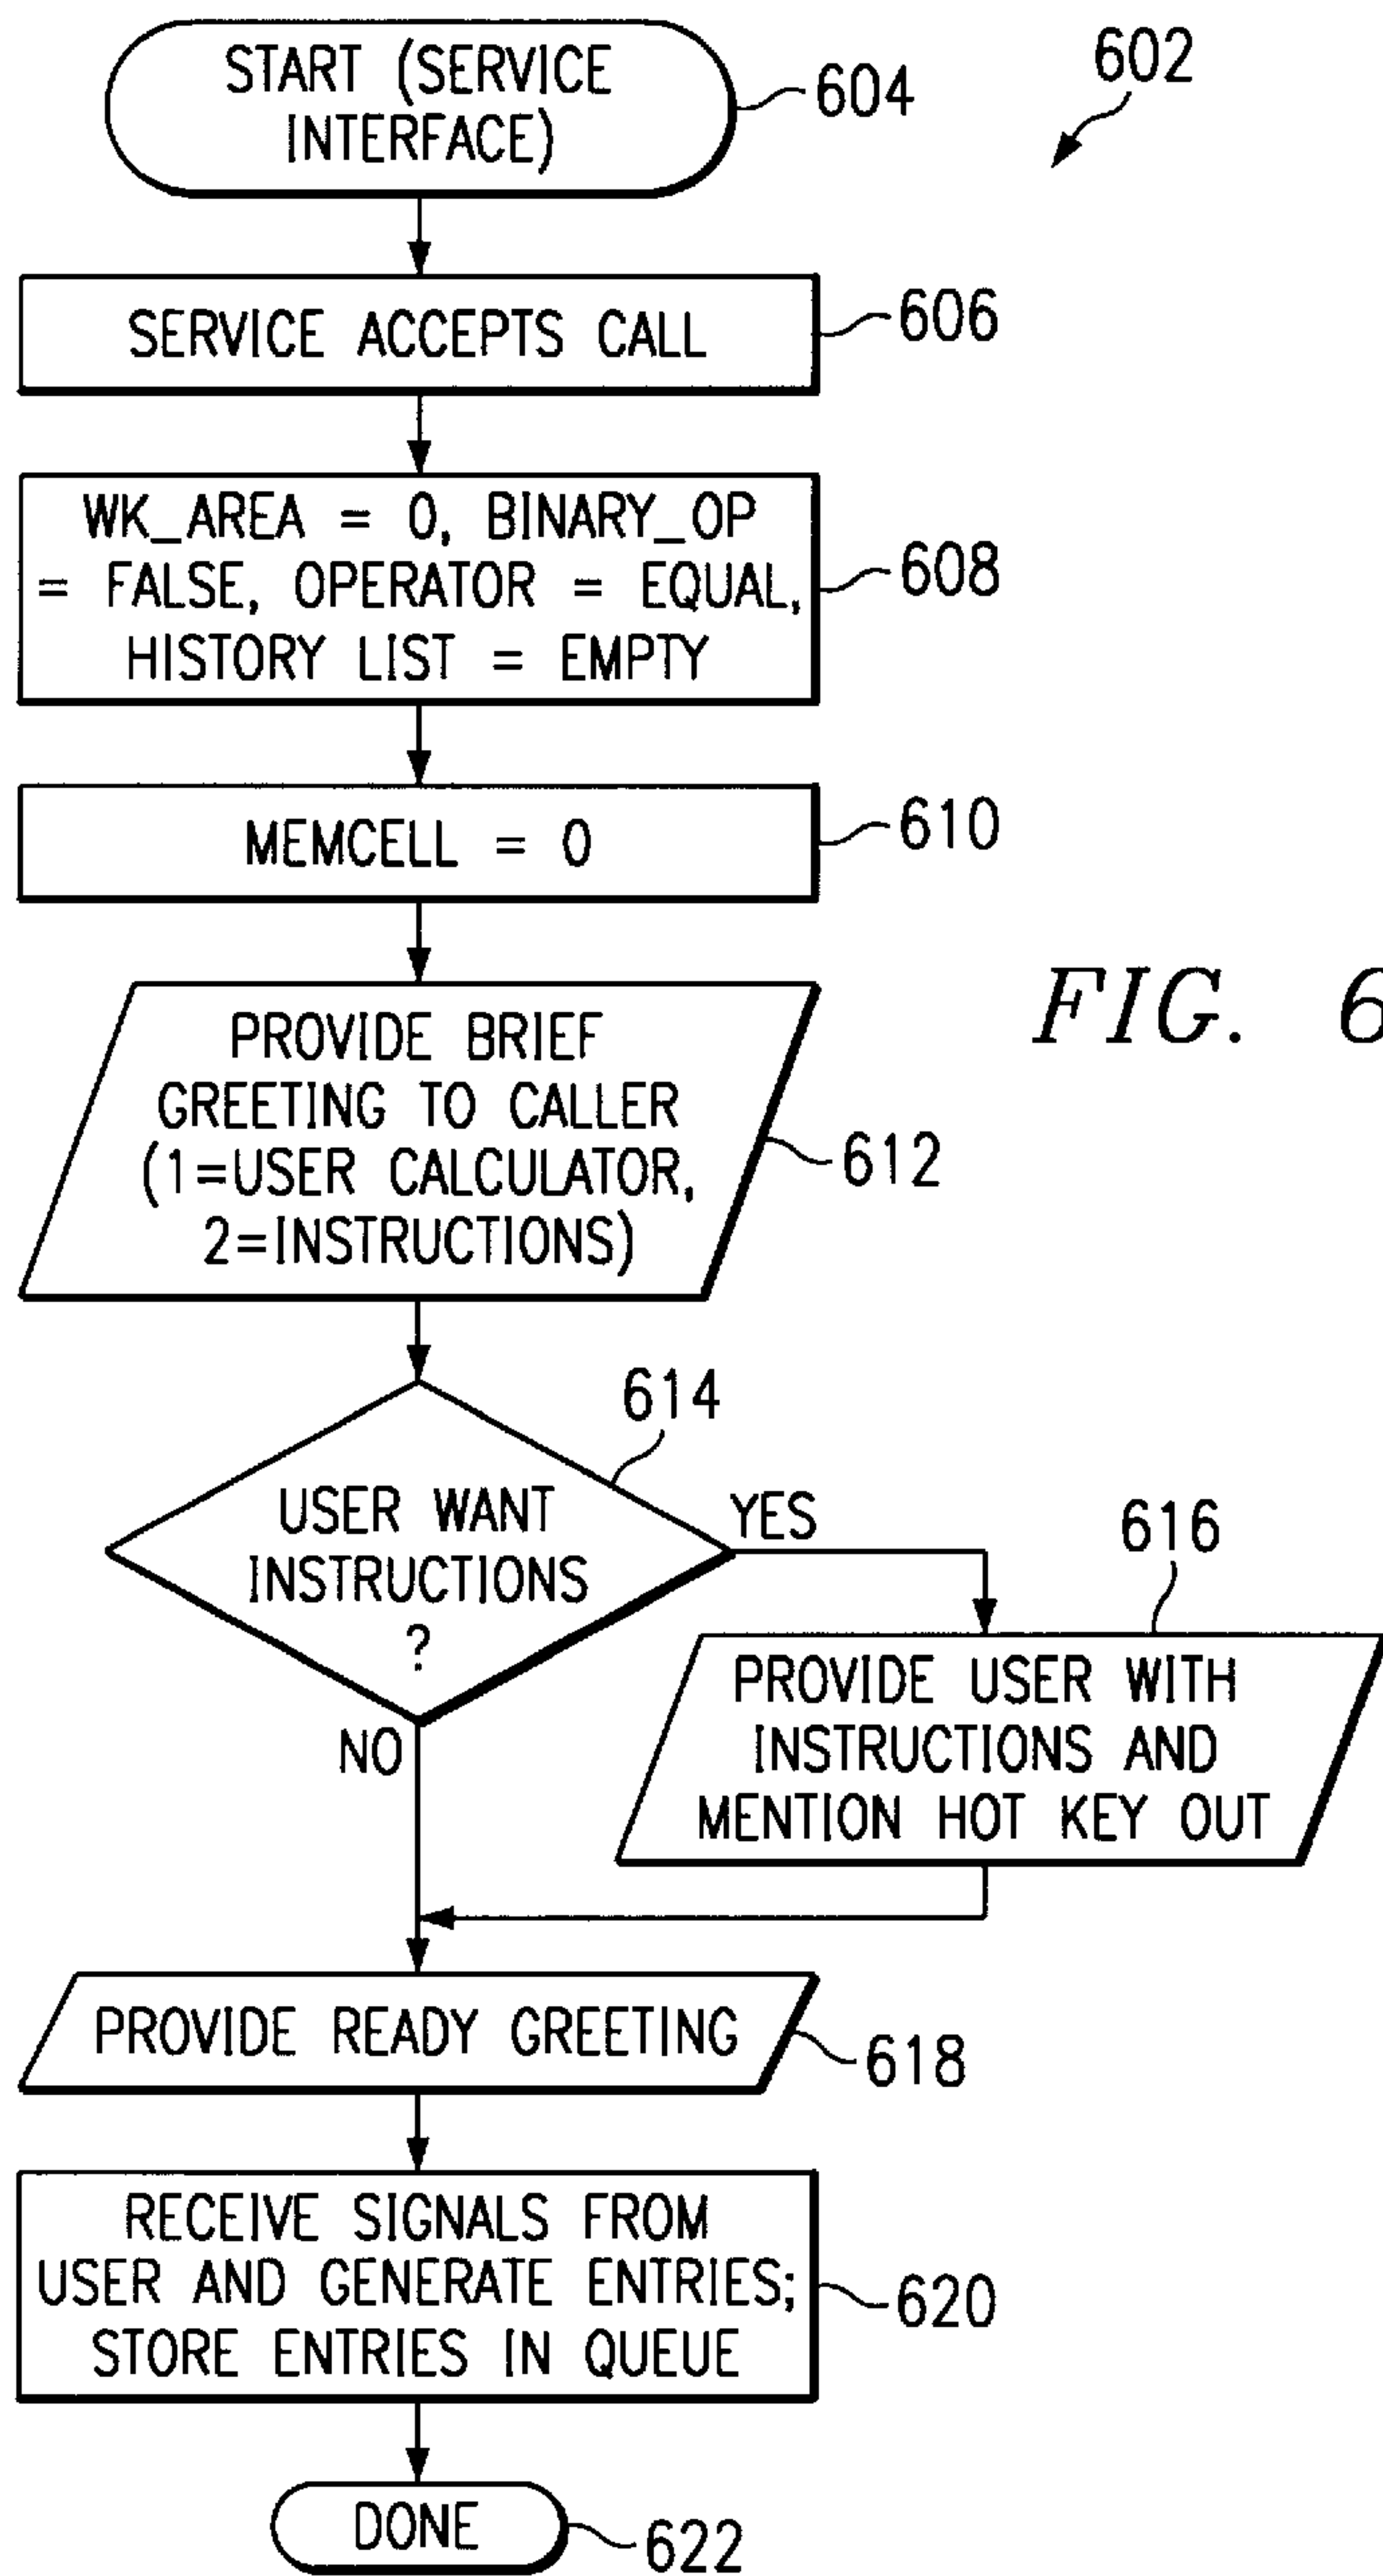 START (SERVICE
INTERFACE)
604
602
SERVICE ACCEPTS CALL
606
WK_AREA = 0, BINARY_OP
= FALSE, OPERATOR = EQUAL,
HISTORY LIST = EMPTY
608
MEMCELL = 0
610
FIG. 6
PROVIDE BRIEF
GREETING TO CALLER
(1=USER CALCULATOR,
2=INSTRUCTIONS)
612
614
USER WANT
INSTRUCTIONS
?
YES
NO
616
PROVIDE USER WITH
INSTRUCTIONS AND
MENTION HOT KEY OUT
PROVIDE READY GREETING
618
RECEIVE SIGNALS FROM
USER AND GENERATE ENTRIES;
STORE ENTRIES IN QUEUE
620
DONE
622